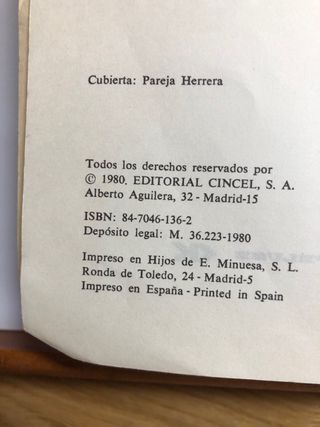 Cubierta: Pareja Herrera
Todos los derechos reservados por
© 1980. EDITORIAL CINCEL, S. A.
Alberto Aguilera, 32 - Madrid-15
ISBN: 84-7046-136-2
Depósito legal: M. 36.223-1980
Impreso en Hijos de E. Minuesa, S. L.
Ronda de Toledo, 24 - Madrid-5
Impreso en España - Printed in Spain